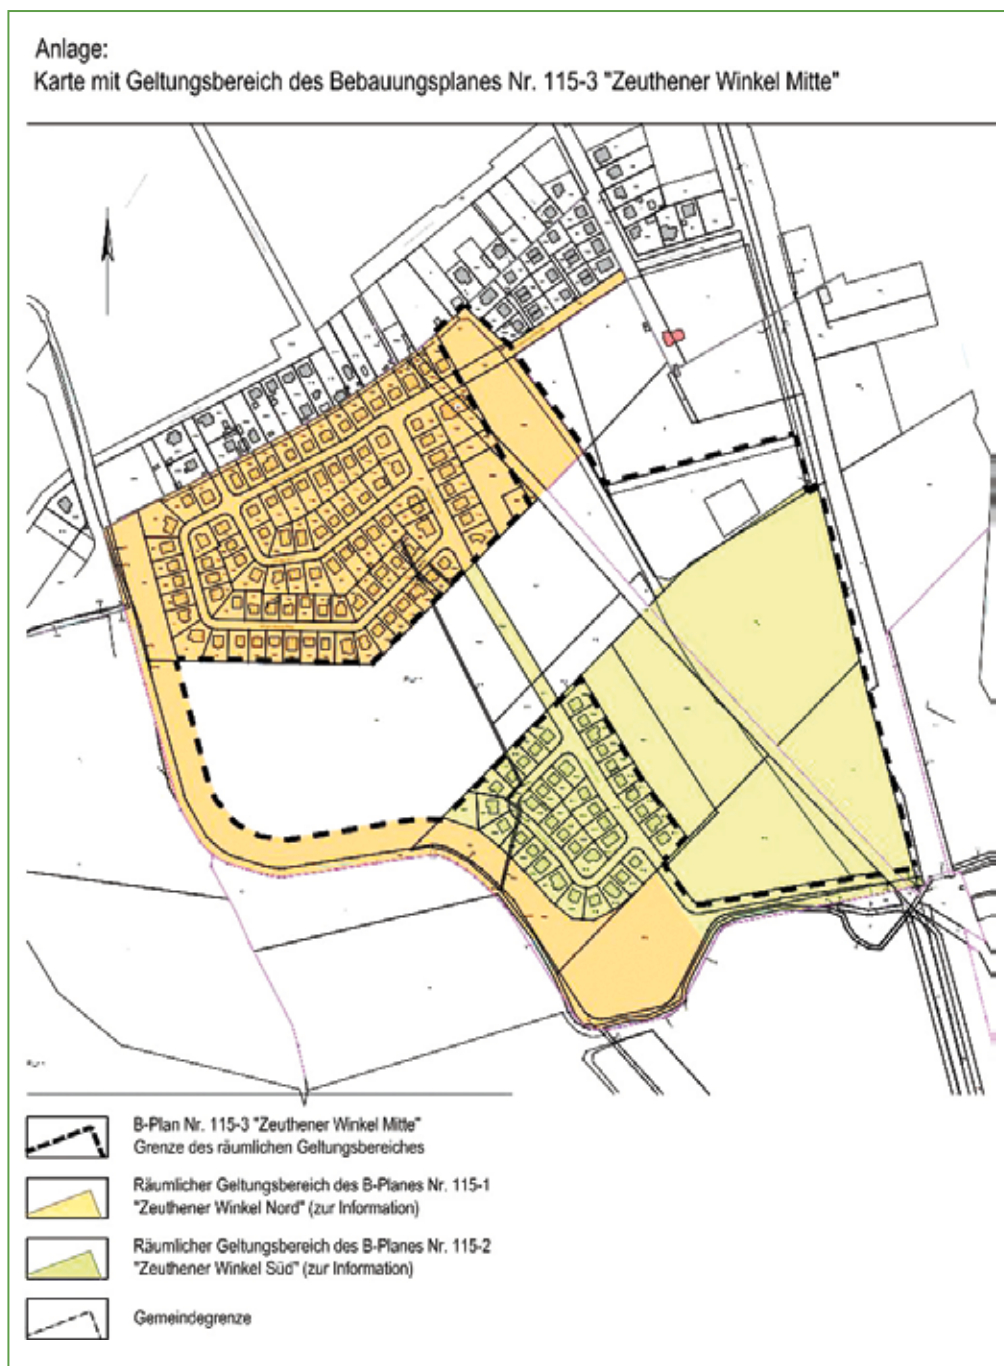 Anlage:
Karte mit Geltungsbereich des Bebauungsplanes Nr. 115-3 "Zeuthener Winkel Mitte"
B-Plan Nr. 115-3 "Zeuthener Winkel Mitte"
Grenze des räumlichen Geltungsbereiches
Räumlicher Geltungsbereich des B-Planes Nr. 115-1
"Zeuthener Winkel Nord" (zur Information)
Räumlicher Geltungsbereich des B-Planes Nr. 115-2
"Zeuthener Winkel Süd" (zur Information)
Gemeindegrenze